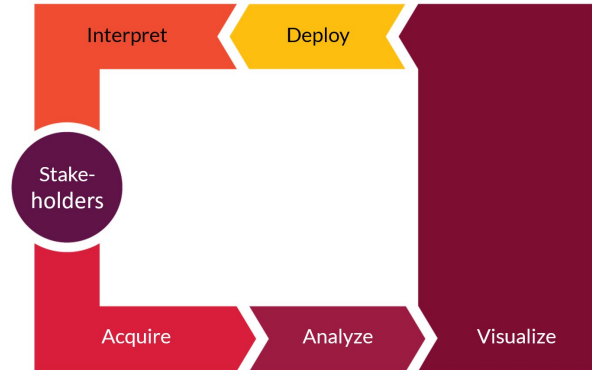 Interpret
Deploy
Stake-
holders
Acquire
Analyze
Visualize